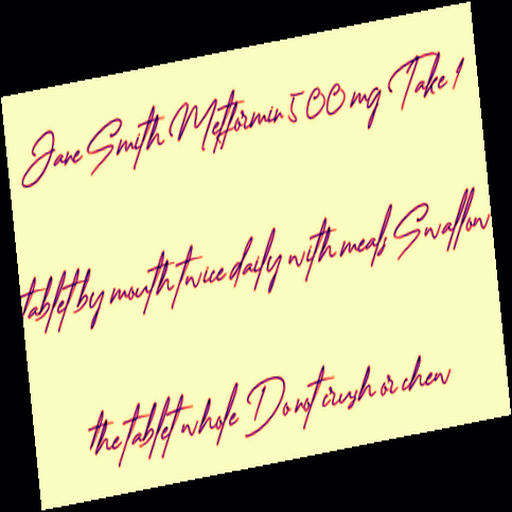 Jane Smith Metformin 500 mg Take 1
tablet by mouth twice daily with meals Swallow
the tablet whole Do not crush or chew